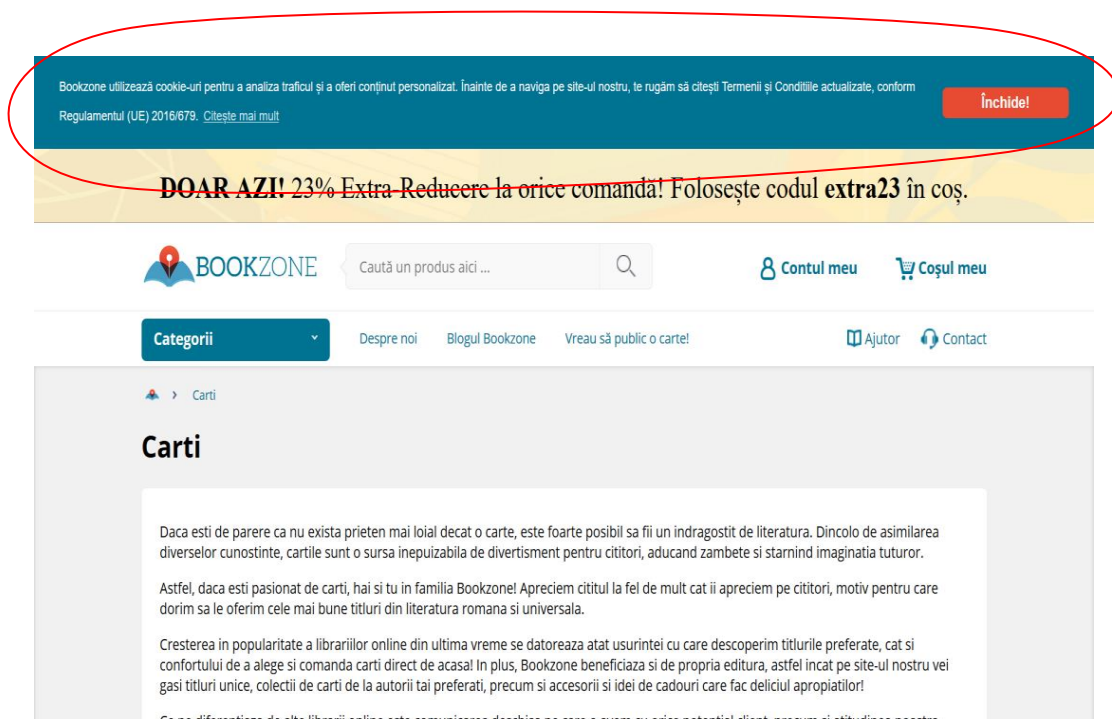 Bookzone utilizează cookie-uri pentru a analiza traficul și a oferi conținut personalizat. Înainte de a naviga pe site-ul nostru, te rugăm să citești Termenii și Conditiile actualizate, conform
Regulamentul (UE) 2016/679. Citește mai mult
Închide!
DOAR AZI! 23% Extra-Reducere la orice comandă! Folosește codul extra23 în coș.
BOOKZONE
Caută un produs aici ...
Contul meu
Coșul meu
Categorii
Despre noi
Blogul Bookzone
Vreau să public o carte!
Ajutor
Contact
Carti
Carti
Daca esti de parere ca nu exista prieten mai loial decat o carte, este foarte posibil sa fii un indragostit de literatura. Dincolo de asimilarea
diverselor cunostinte, cartile sunt o sursa inepuizabila de divertisment pentru cititori, aducand zambete si starnind imaginatia tuturor.
Astfel, daca esti pasionat de carti, hai si tu in familia Bookzone! Apreciem cititul la fel de mult cat ii apreciem pe cititori, motiv pentru care
dorim sa le oferim cele mai bune titluri din literatura romana si universala.
Cresterea in popularitate a librariilor online din ultima vreme se datoreaza atat usurintei cu care descoperim titlurile preferate, cat si
confortului de a alege si comanda carti direct de acasa! In plus, Bookzone beneficiaza si de propria editura, astfel incat pe site-ul nostru vei
gasi titluri unice, colectii de carti de la autorii tai preferati, precum si accesorii si idei de cadouri care fac deliciul apropiatilor!